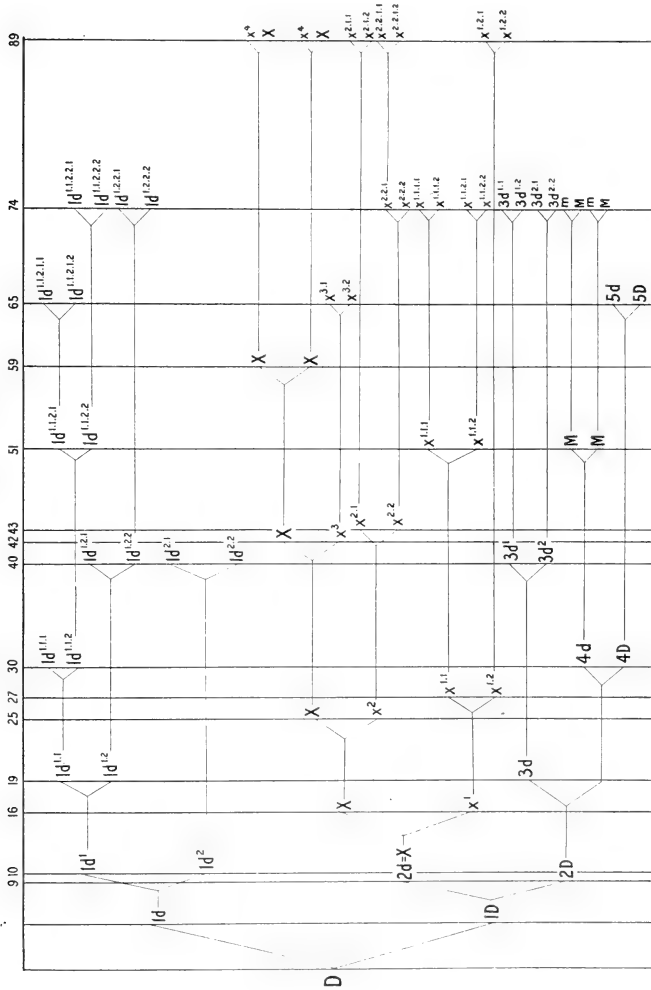 89
x⁴
X
x⁴
X
x²·¹·¹
x²·¹·²
x²·²·¹·¹
x²·²·¹·²
x¹·²·¹
x¹·²·²
74
1d¹·¹·²·²·¹
1d¹·¹·²·²·²
1d¹·²·²·¹
1d¹·²·²·²
x²·²·¹
x²·²·²
x¹·¹·¹·¹
x¹·¹·¹·²
x¹·¹·²·¹
x¹·¹·²·²
3d¹·¹
3d¹·²
3d²·¹
3d²·²
m
M
m
M
65
1d¹·¹·²·¹·¹
1d¹·¹·²·¹·²
x³·¹
x³·²
5d
5D
59
X
X
51
1d¹·¹·²·¹
1d¹·¹·²·²
x¹·¹·¹
x¹·¹·²
M
M
43
X
x³
x²·¹
x²·²
42
40
1d¹·²·¹
1d¹·²·²
1d²·¹
1d²·²
3d¹
3d²
30
1d¹·¹·¹
1d¹·¹·²
4d
4D
27
x¹·¹
x¹·²
25
X
x²
19
1d¹·¹
1d¹·²
3d
16
X
x¹
10
1d¹
1d²
2d=X
2D
9
1d
1D
D